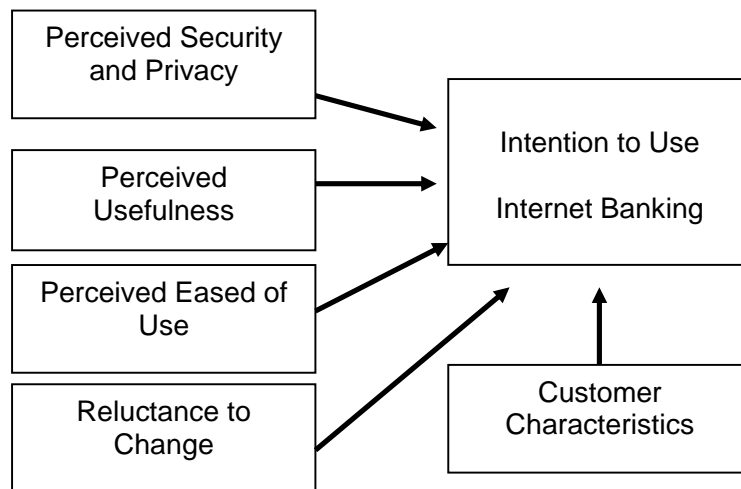 Perceived Security
and Privacy
Perceived
Usefulness
Perceived Eased of
Use
Reluctance to
Change
Intention to Use
Internet Banking
Customer
Characteristics